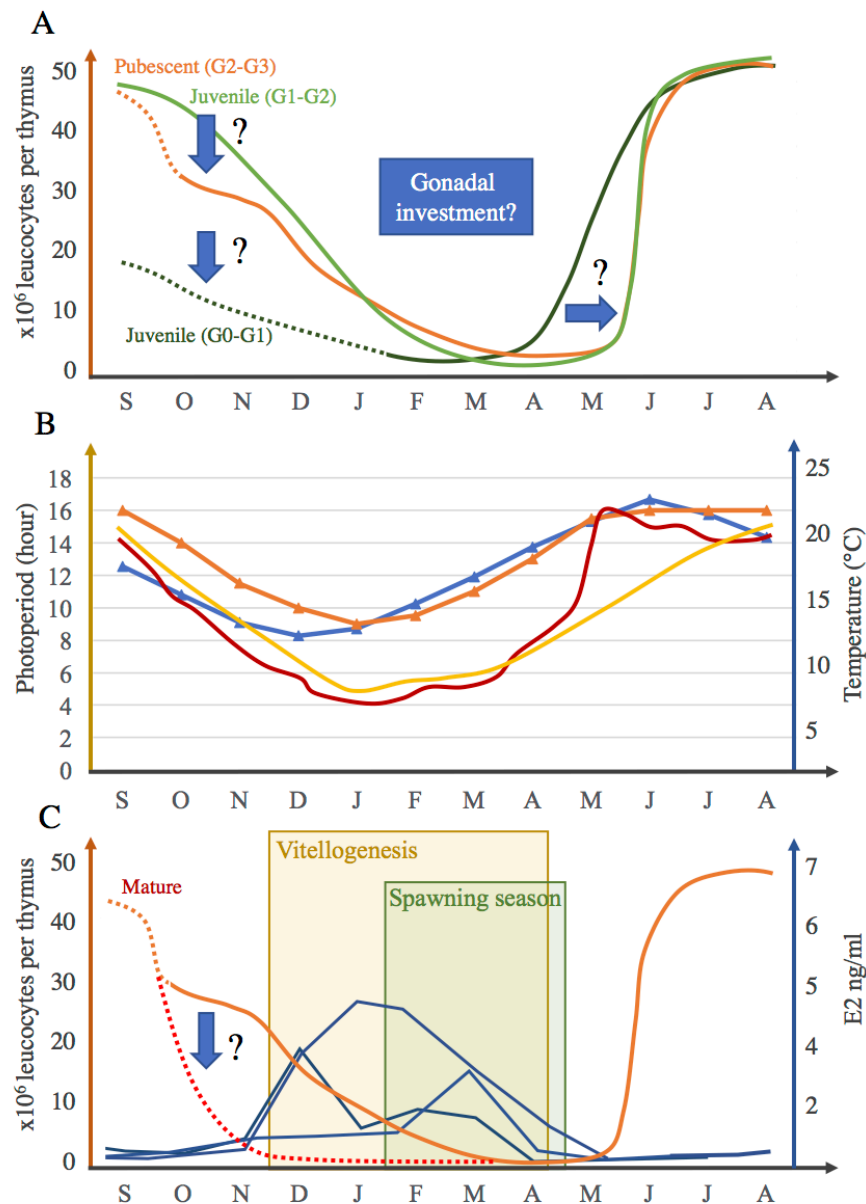 A
x10⁶ leucocytes per thymus
50
40
30
20
10
0
Pubescent (G2-G3)
Juvenile (G1-G2)
?
?
Juvenile (G0-G1)
Gonadal
investment?
?
S O N D J F M A M J J A
B
Photoperiod (hour)
18
16
14
12
10
8
6
4
2
0
25
20
15
10
5
Temperature (°C)
S O N D J F M A M J J A
C
x10⁶ leucocytes per thymus
50
40
30
20
10
0
Mature
?
Vitellogenesis
Spawning season
7
6
5
4
2
E2 ng/ml
S O N D J F M A M J J A